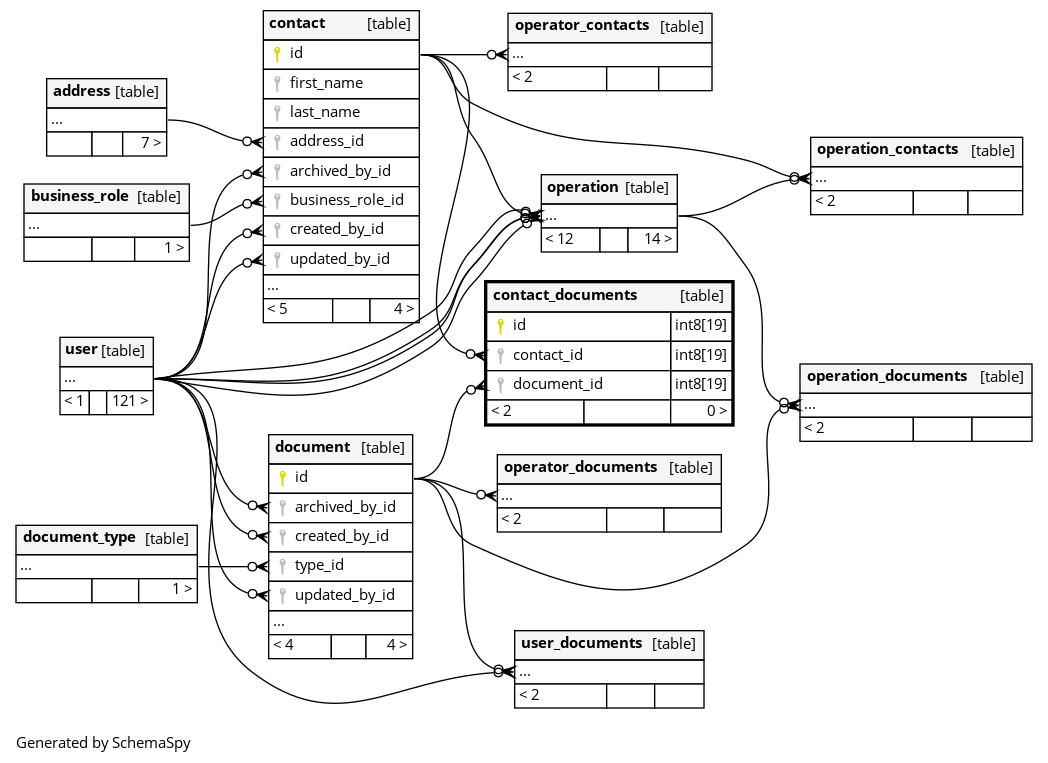 contact [table]
id
first_name
last_name
address_id
archived_by_id
business_role_id
created_by_id
updated_by_id
...
< 5 4 >
operator_contacts [table]
...
< 2
address [table]
...
7 >
operation_contacts [table]
...
< 2
business_role [table]
...
1 >
operation [table]
...
< 12 14 >
contact_documents [table]
id int8[19]
contact_id int8[19]
document_id int8[19]
< 2 0 >
user [table]
...
< 1 121 >
operation_documents [table]
...
< 2
document [table]
id
archived_by_id
created_by_id
type_id
updated_by_id
...
< 4 4 >
operator_documents [table]
...
< 2
document_type [table]
...
1 >
user_documents [table]
...
< 2
Generated by SchemaSpy